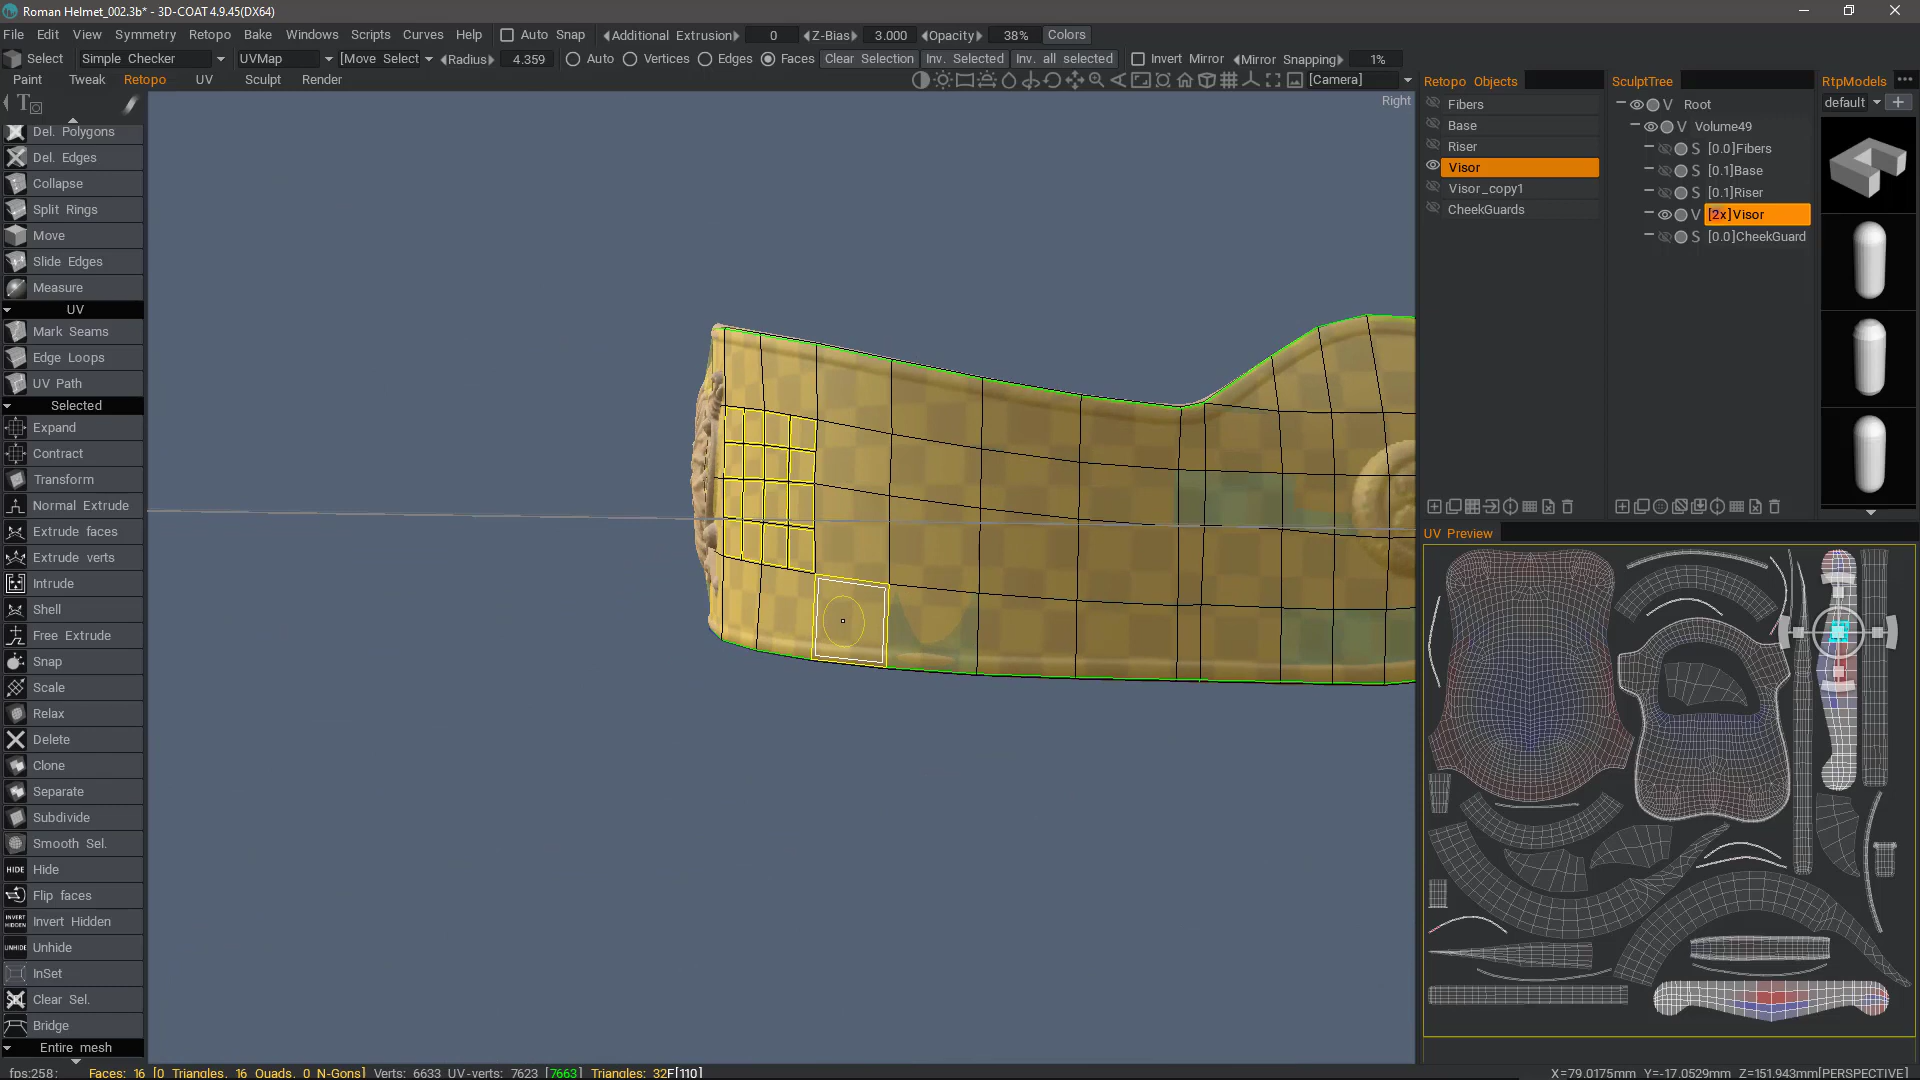 Roman Helmet_002.3b* - 3D-COAT 4.9.45(DX64)
File Edit View Symmetry Retopo Bake Windows Scripts Curves Help Auto Snap Additional Extrusion 0 Z-Bias 3.000 Opacity 38% Colors
Select Simple Checker UVMap [Move Select Radius 4.359 Auto Vertices Edges Faces Clear Selection Inv. Selected Inv. all selected Invert Mirror Mirror Snapping 1%
Paint Tweak Retopo UV Sculpt Render [Camera]
Right
Del. Polygons
Del. Edges
Collapse
Split Rings
Move
Slide Edges
Measure
UV
Mark Seams
Edge Loops
UV Path
Selected
Expand
Contract
Transform
Normal Extrude
Extrude faces
Extrude verts
Intrude
Shell
Free Extrude
Snap
Scale
Relax
Delete
Clone
Separate
Subdivide
Smooth Sel.
HIDE Hide
Flip faces
INVERT HIDDEN Invert Hidden
UNHIDE Unhide
InSet
SEL Clear Sel.
Bridge
Entire mesh
Retopo Objects
Fibers
Base
Riser
Visor
Visor_copy1
CheekGuards
SculptTree
V Root
V Volume49
S [0.0]Fibers
S [0.1]Base
S [0.1]Riser
V [2x]Visor
S [0.0]CheekGuard
RtpModels
default
UV Preview
fps:258; Faces: 16 [0 Triangles, 16 Quads, 0 N-Gons] Verts: 6633 UV-verts: 7623 [7663] Triangles: 32F[110] X=79.0175mm Y=-17.0529mm Z=151.943mm[PERSPECTIVE]